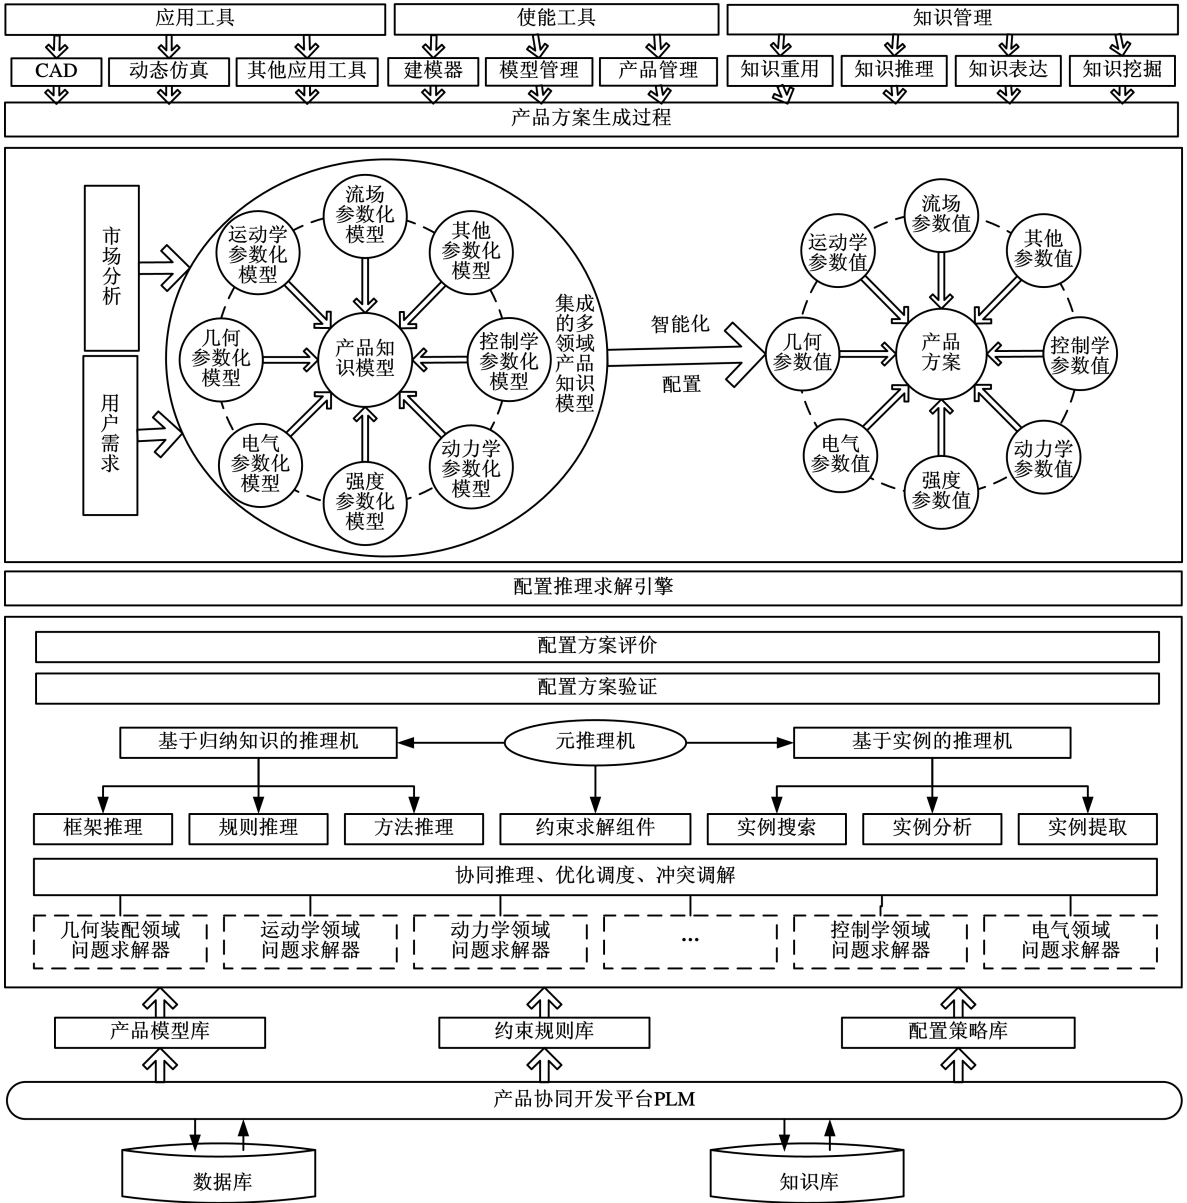 应用工具
使能工具
知识管理
CAD
动态仿真
其他应用工具
建模器
模型管理
产品管理
知识重用
知识推理
知识表达
知识挖掘
产品方案生成过程
市
场
分
析
用
户
需
求
流场
参数化
模型
运动学
参数化
模型
其他
参数化
模型
几何
参数化
模型
产品知
识模型
控制学
参数化
模型
电气
参数化
模型
强度
参数化
模型
动力学
参数化
模型
集成
的多
领域
产品
知识
模型
智能化
配置
流场
参数值
运动学
参数值
其他
参数值
几何
参数值
产品
方案
控制学
参数值
电气
参数值
强度
参数值
动力学
参数值
配置推理求解引擎
配置方案评价
配置方案验证
基于归纳知识的推理机
元推理机
基于实例的推理机
框架推理
规则推理
方法推理
约束求解组件
实例搜索
实例分析
实例提取
协同推理、优化调度、冲突调解
几何装配领域
问题求解器
运动学领域
问题求解器
动力学领域
问题求解器
...
控制学领域
问题求解器
电气领域
问题求解器
产品模型库
约束规则库
配置策略库
产品协同开发平台PLM
数据库
知识库